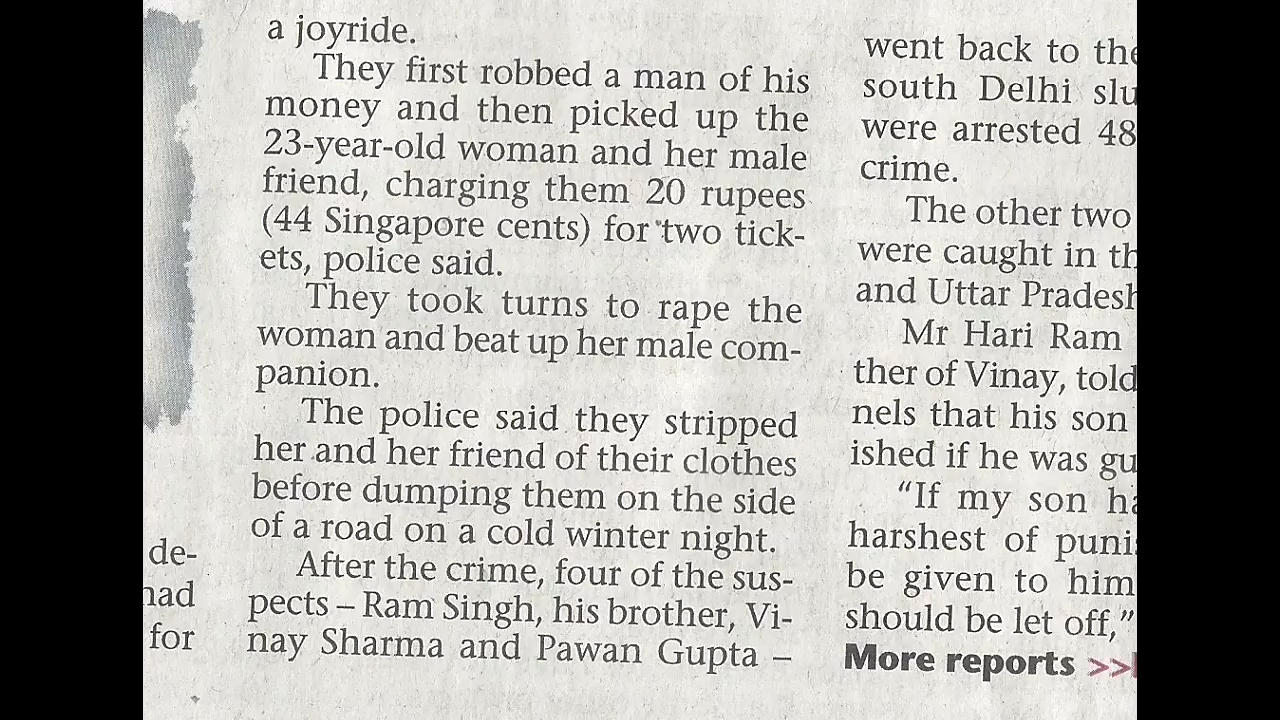 de-
had
for
a joyride.
They first robbed a man of his
money and then picked up the
23-year-old woman and her male
friend, charging them 20 rupees
(44 Singapore cents) for two tick-
ets, police said.
They took turns to rape the
woman and beat up her male com-
panion.
The police said they stripped
her and her friend of their clothes
before dumping them on the side
of a road on a cold winter night.
After the crime, four of the sus-
pects – Ram Singh, his brother, Vi-
nay Sharma and Pawan Gupta –
went back to the
south Delhi slu
were arrested 48
crime.
The other two
were caught in th
and Uttar Pradesh
Mr Hari Ram
ther of Vinay, told
nels that his son
ished if he was gu
“If my son ha
harshest of puni
be given to him
should be let off,”
More reports >>